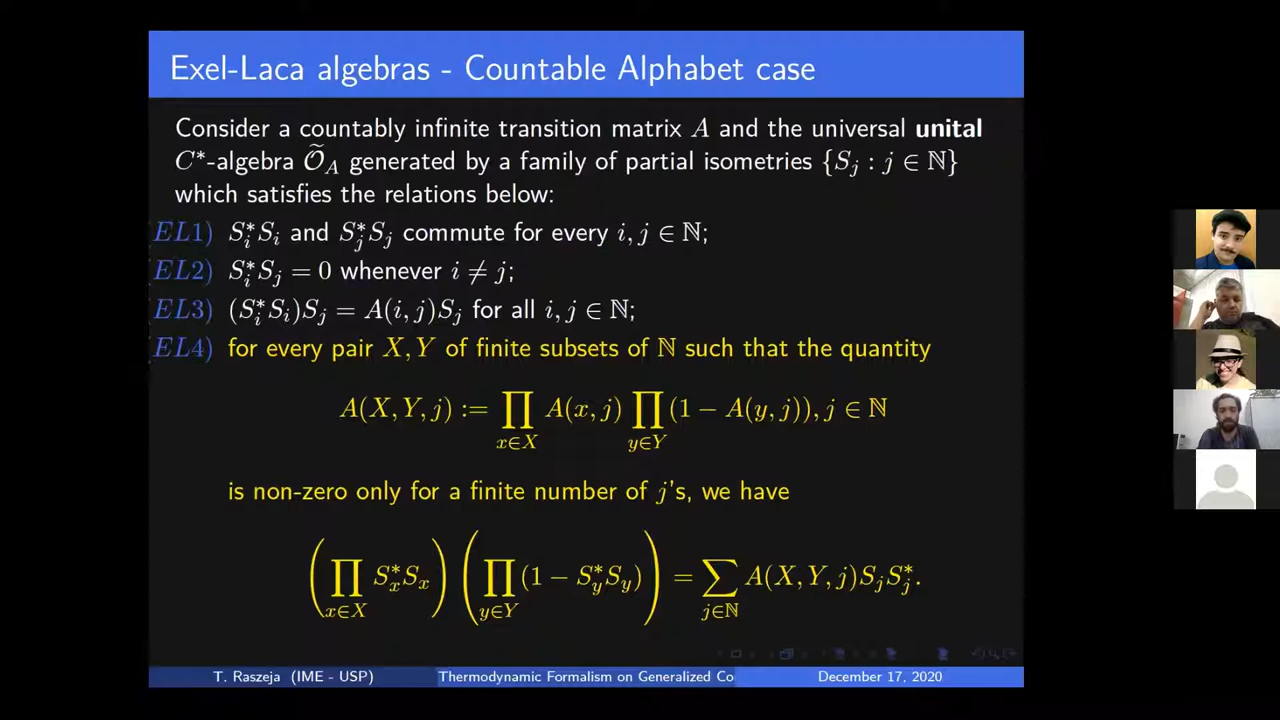 Exel-Laca algebras - Countable Alphabet case
Consider a countably infinite transition matrix A and the universal unital
C*-algebra Õ_A generated by a family of partial isometries {S_j : j ∈ ℕ}
which satisfies the relations below:
(EL1) S_i^*S_i and S_j^*S_j commute for every i, j ∈ ℕ;
(EL2) S_i^*S_j = 0 whenever i ≠ j;
(EL3) (S_i^*S_i)S_j = A(i, j)S_j for all i, j ∈ ℕ;
(EL4) for every pair X, Y of finite subsets of ℕ such that the quantity
A(X, Y, j) := ∏_{x∈X} A(x, j) ∏_{y∈Y} (1 − A(y, j)), j ∈ ℕ
is non-zero only for a finite number of j's, we have
(∏_{x∈X} S_x^*S_x) (∏_{y∈Y} (1 − S_y^*S_y)) = ∑_{j∈ℕ} A(X, Y, j)S_jS_j^*.
T. Raszeja (IME - USP) Thermodynamic Formalism on Generalized Co December 17, 2020